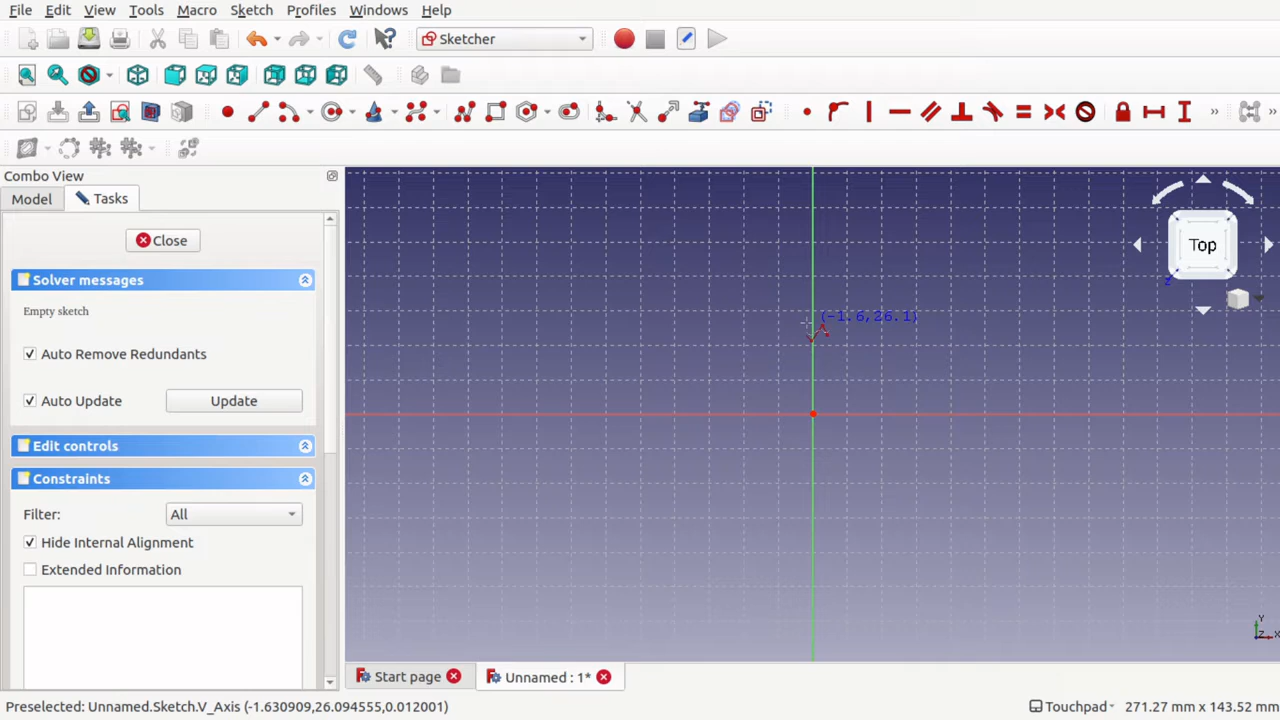 File Edit View Tools Macro Sketch Profiles Windows Help
Sketcher
»
»
Combo View
Model Tasks
Close
Solver messages
Empty sketch
Auto Remove Redundants
Auto Update Update
Edit controls
Constraints
Filter: All
Hide Internal Alignment
Extended Information
(-1.6,26.1)
Top
Z
Y
Z X
Start page Unnamed : 1*
Preselected: Unnamed.Sketch.V_Axis (-1.630909,26.094555,0.012001) Touchpad 271.27 mm x 143.52 mm